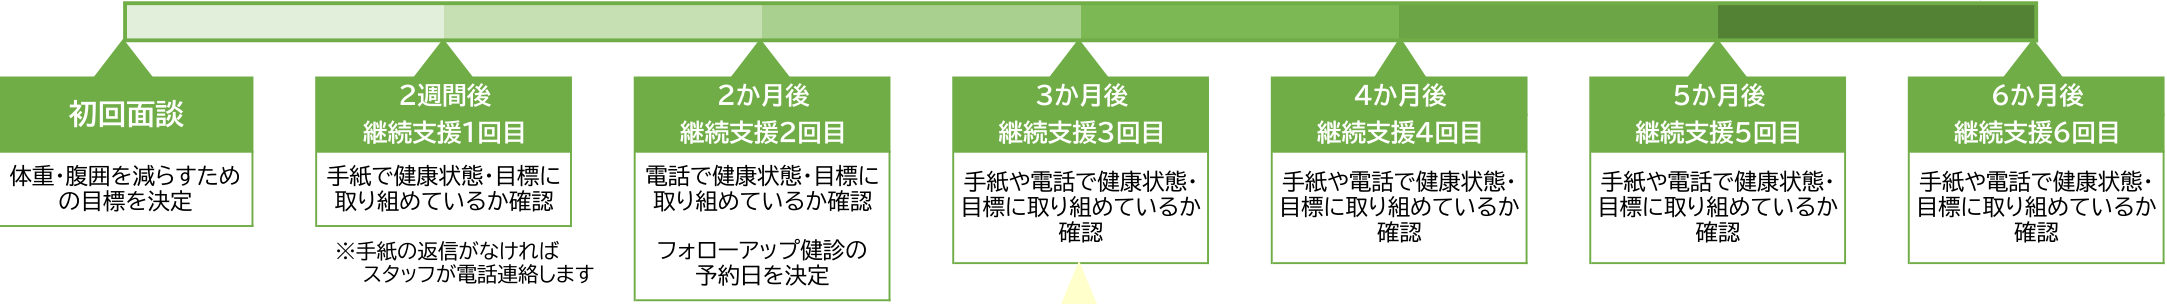 初回面談
体重・腹囲を減らすため
の目標を決定
2週間後
継続支援1回目
手紙で健康状態・目標に
取り組めているか確認
※手紙の返信がなければ
スタッフが電話連絡します
2か月後
継続支援2回目
電話で健康状態・目標に
取り組めているか確認
フォローアップ健診の
予約日を決定
3か月後
継続支援3回目
手紙や電話で健康状態・
目標に取り組めているか
確認
4か月後
継続支援4回目
手紙や電話で健康状態・
目標に取り組めているか
確認
5か月後
継続支援5回目
手紙や電話で健康状態・
目標に取り組めているか
確認
6か月後
継続支援6回目
手紙や電話で健康状態・
目標に取り組めているか
確認